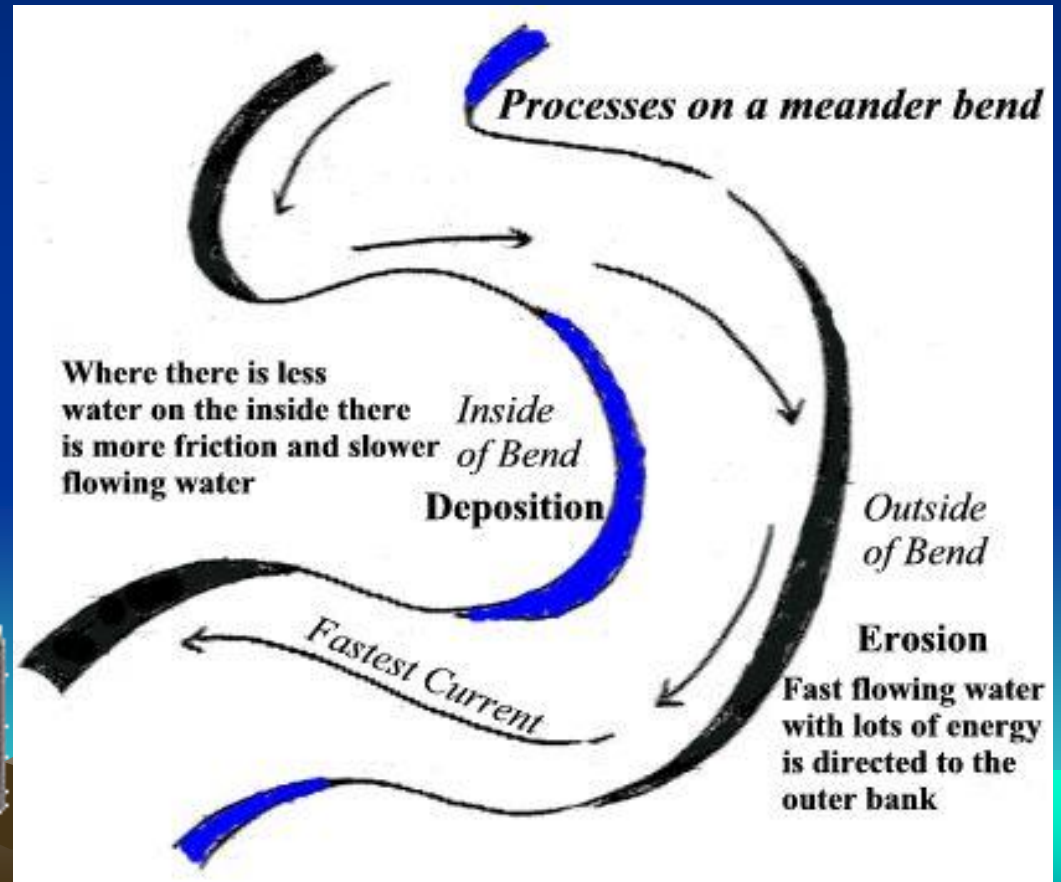 Processes on a meander bend
Where there is less
water on the inside there
is more friction and slower
flowing water
Inside
of Bend
Deposition
Outside
of Bend
Erosion
Fast flowing water
with lots of energy
is directed to the
outer bank
Fastest Current